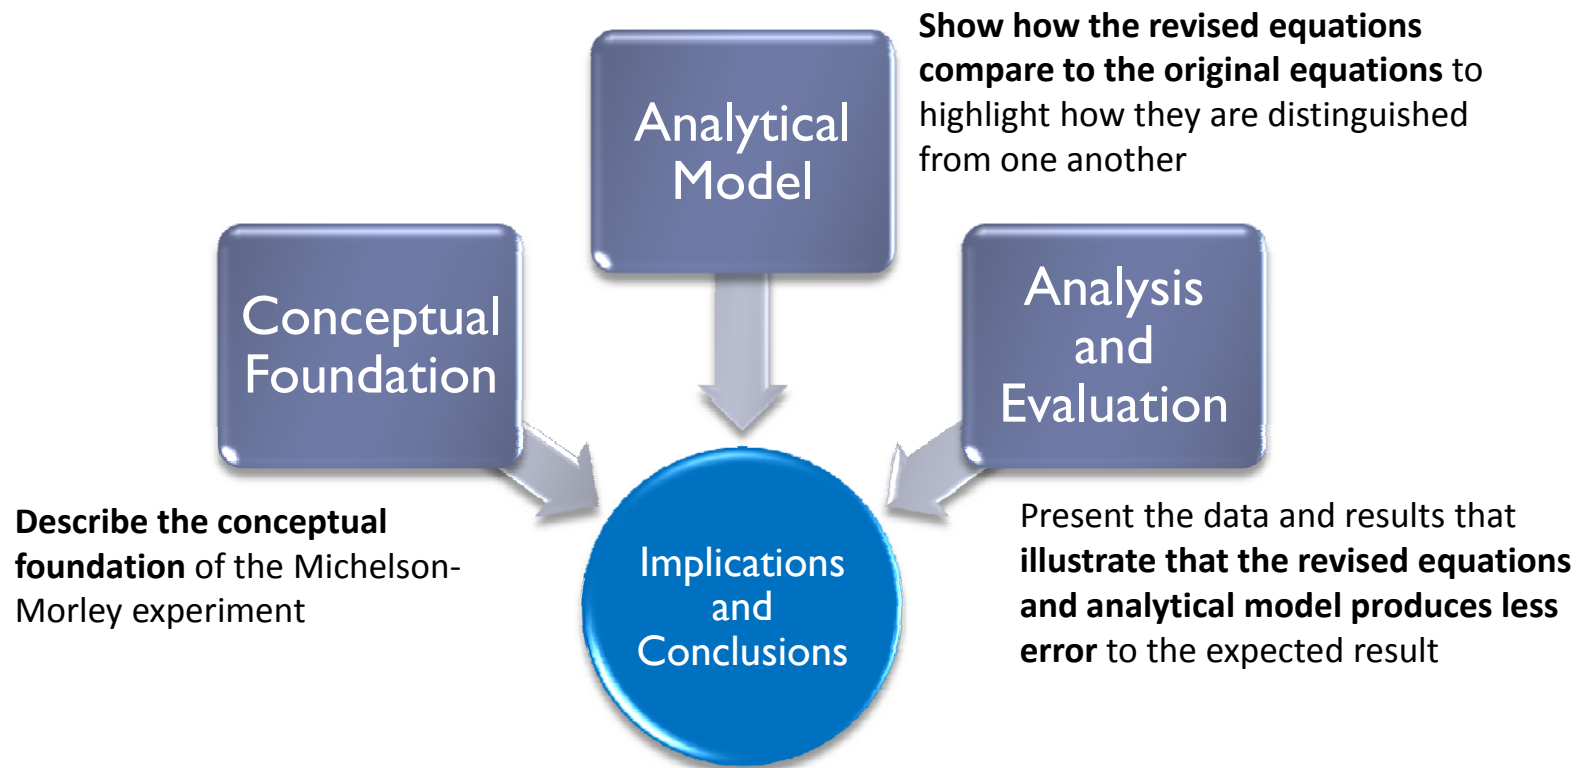 Show how the revised equations
compare to the original equations to
highlight how they are distinguished
from one another
Analytical
Model
Conceptual
Foundation
Analysis
and
Evaluation
Describe the conceptual
foundation of the Michelson-
Morley experiment
Implications
and
Conclusions
Present the data and results that
illustrate that the revised equations
and analytical model produces less
error to the expected result